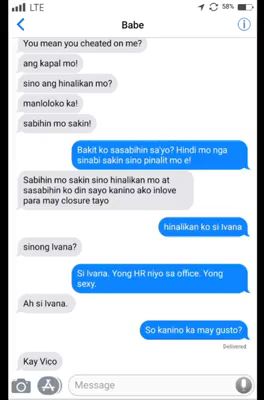 LTE
58%
Babe
You mean you cheated on me?
ang kapal mo!
sino ang hinalikan mo?
manloloko ka!
sabihin mo sakin!
Bakit ko sasabihin sa'yo? Hindi mo nga
sinabi sakin sino pinalit mo e!
Sabihin mo sakin sino hinalikan mo at
sasabihin ko din sayo kanino ako inlove
para may closure tayo
hinalikan ko si Ivana
sinong Ivana?
Si Ivana. Yong HR niyo sa office. Yong
sexy.
Ah si Ivana.
So kanino ka may gusto?
Delivered
Kay Vico
Message